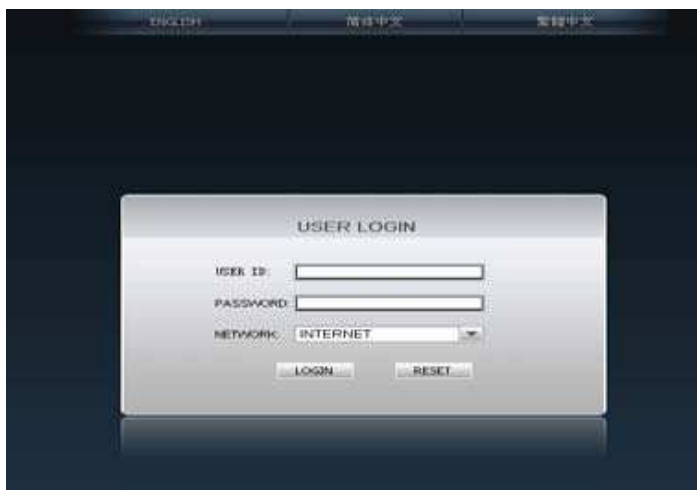 ENGLISH 简体中文 繁體中文
USER LOGIN
USER ID:
PASSWORD:
NETWORK: INTERNET
LOGIN RESET